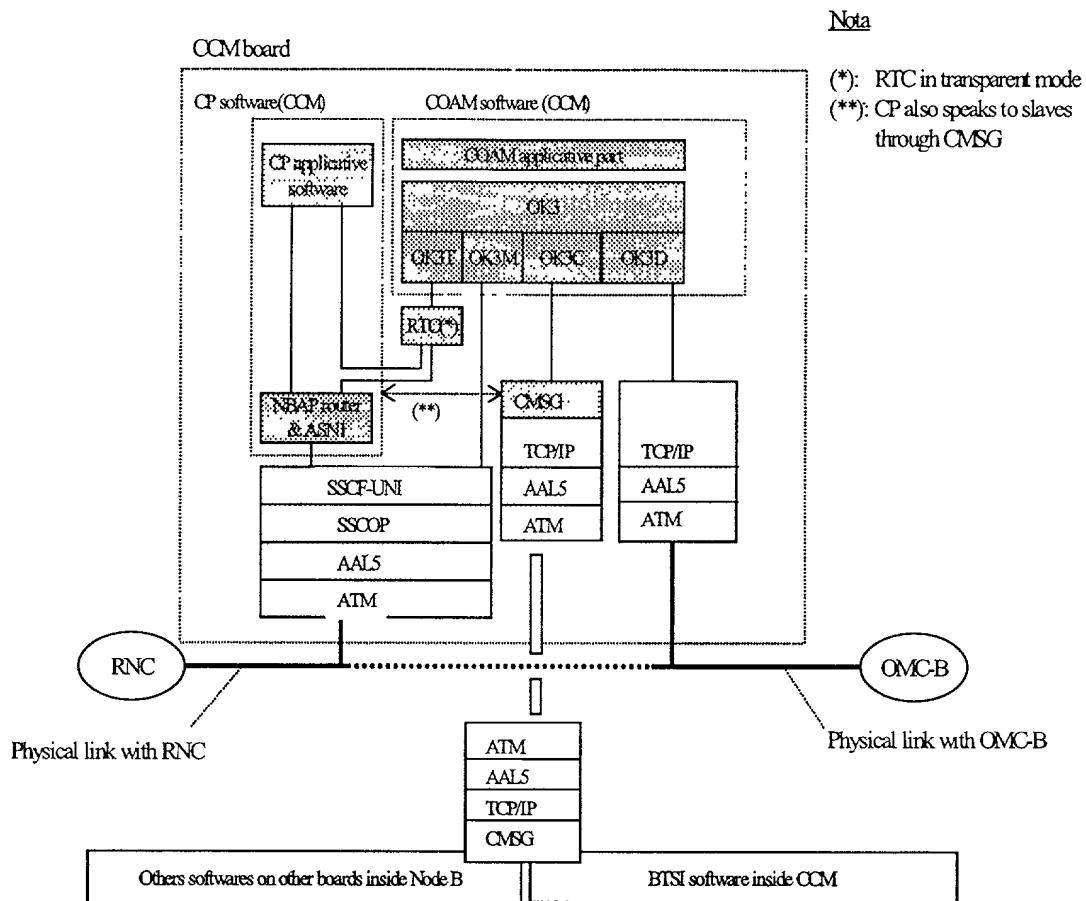 Nota
CCM board
(*): RTC in transparent mode
(**): CP also speaks to slaves
through CMSG
CP software(CCM)
COAM software (CCM)
CP applicative
software
COAM applicative part
OK3
OK3T
OK3M
OK3C
OK3D
RTC(*)
NBAP router
& ASN1
(**)
CMSG
TCP/IP
AAL5
ATM
TCP/IP
AAL5
ATM
SSCF-UNI
SSCOP
AAL5
ATM
RNC
OMC-B
Physical link with RNC
Physical link with OMC-B
ATM
AAL5
TCP/IP
CMSG
Others softwares on other boards inside Node B
BTSI software inside CCM